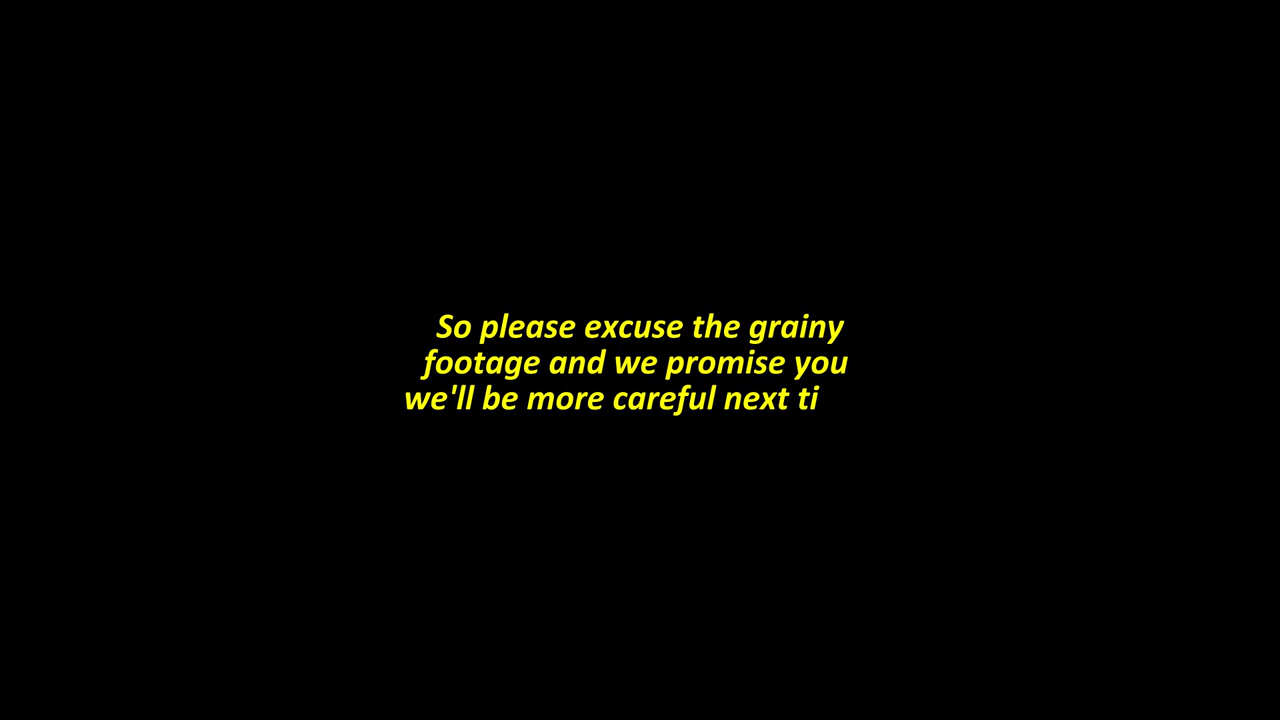 So please excuse the grainy
footage and we promise you
we'll be more careful next ti